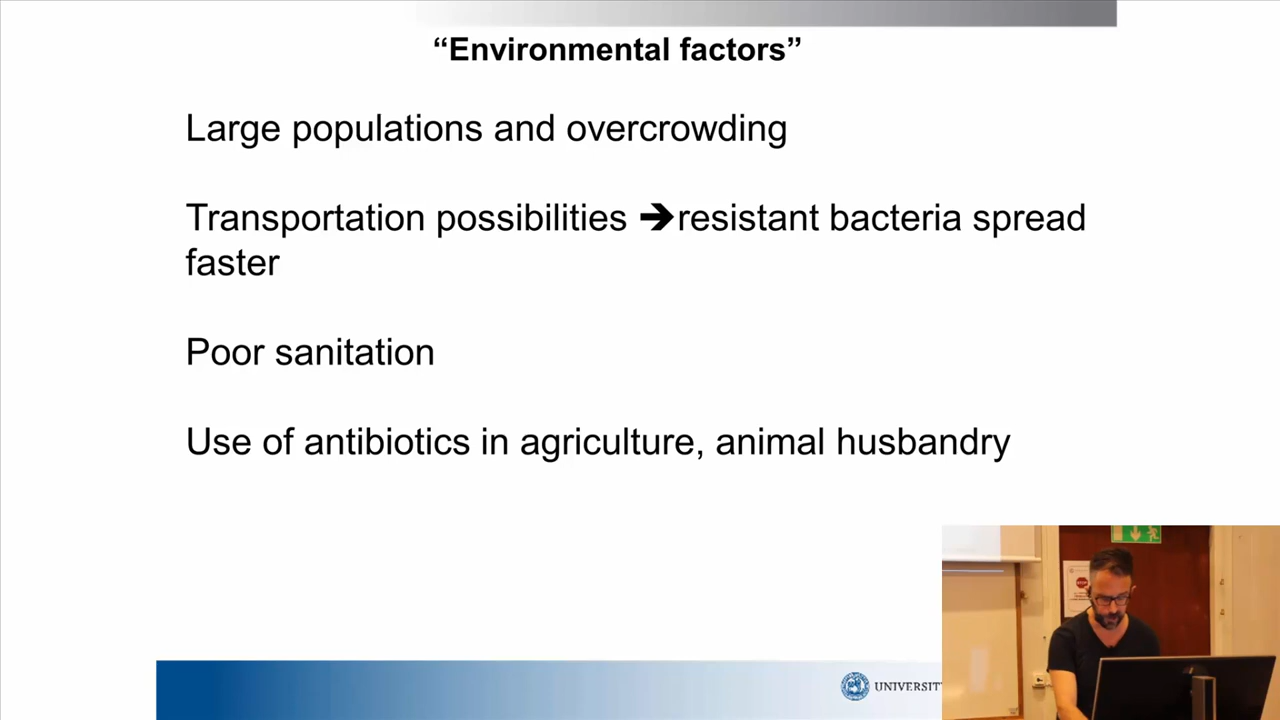 “Environmental factors”
Large populations and overcrowding
Transportation possibilities ➔resistant bacteria spread
faster
Poor sanitation
Use of antibiotics in agriculture, animal husbandry
STOP